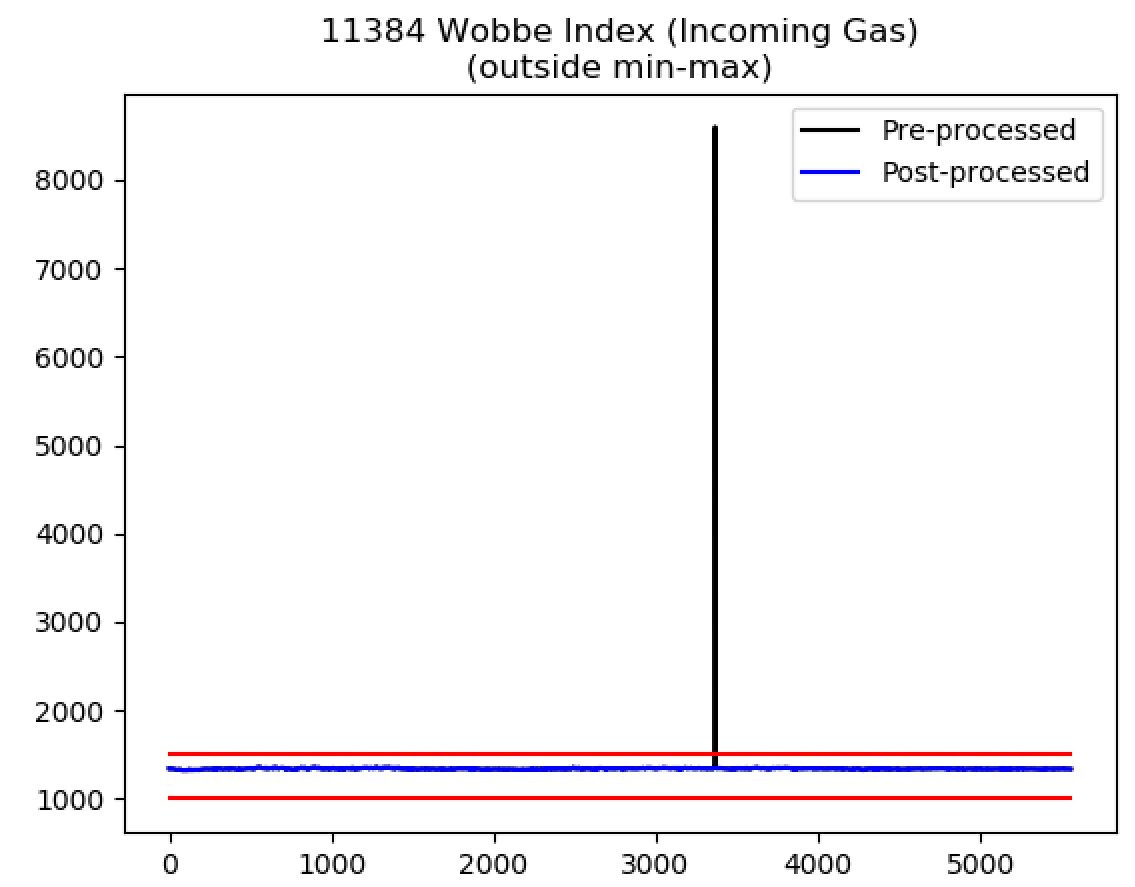 11384 Wobbe Index (Incoming Gas)
(outside min-max)
Pre-processed
Post-processed
8000
7000
6000
5000
4000
3000
2000
1000
0 1000 2000 3000 4000 5000